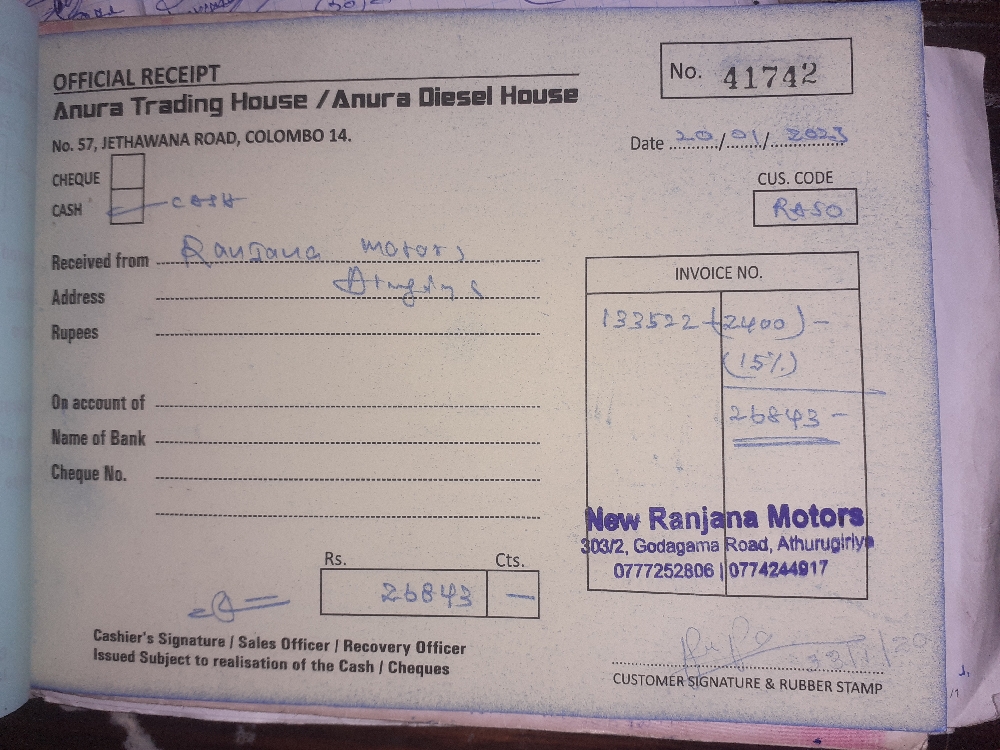 OFFICIAL RECEIPT
Anura Trading House / Anura Diesel House
No. 57, JETHAWANA ROAD, COLOMBO 14.
No. 41742
Date 20/01/2023
CHEQUE
CASH - CASH
CUS. CODE
RASO
Received from Ranjana Motors
Address
Rupees
On account of
Name of Bank
Cheque No.
INVOICE NO.
133522 (2400) -
(15%)
26843 -
New Ranjana Motors
303/2, Godagama Road, Athurugiriya
0777252806 | 0774244917
Rs. Cts.
26843 —
Cashier's Signature / Sales Officer / Recovery Officer
Issued Subject to realisation of the Cash / Cheques
CUSTOMER SIGNATURE & RUBBER STAMP